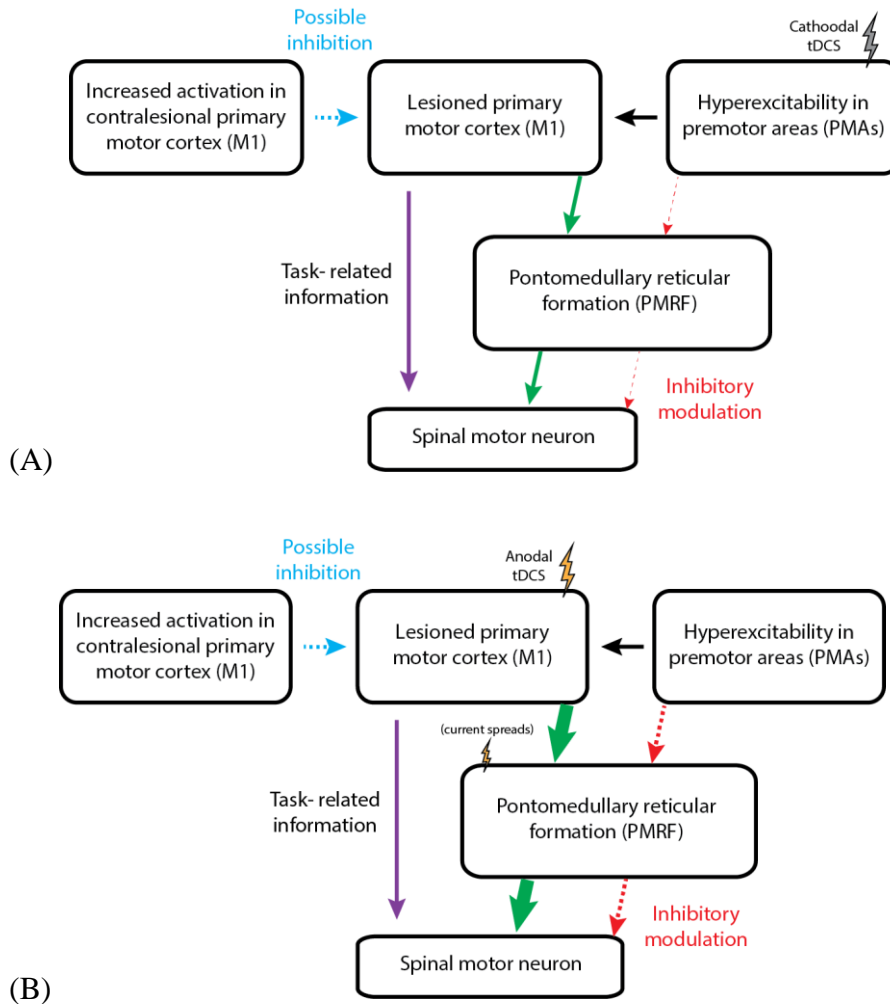 Possible
inhibition
Cathoodal
tDCS
Increased activation in
contralesional primary
motor cortex (M1)
Lesioned primary
motor cortex (M1)
Hyperexcitability in
premotor areas (PMAs)
Task- related
information
Pontomedullary reticular
formation (PMRF)
Inhibitory
modulation
Spinal motor neuron
(A)
Possible
inhibition
Anodal
tDCS
Increased activation in
contralesional primary
motor cortex (M1)
Lesioned primary
motor cortex (M1)
Hyperexcitability in
premotor areas (PMAs)
(current spreads)
Task- related
information
Pontomedullary reticular
formation (PMRF)
Inhibitory
modulation
Spinal motor neuron
(B)